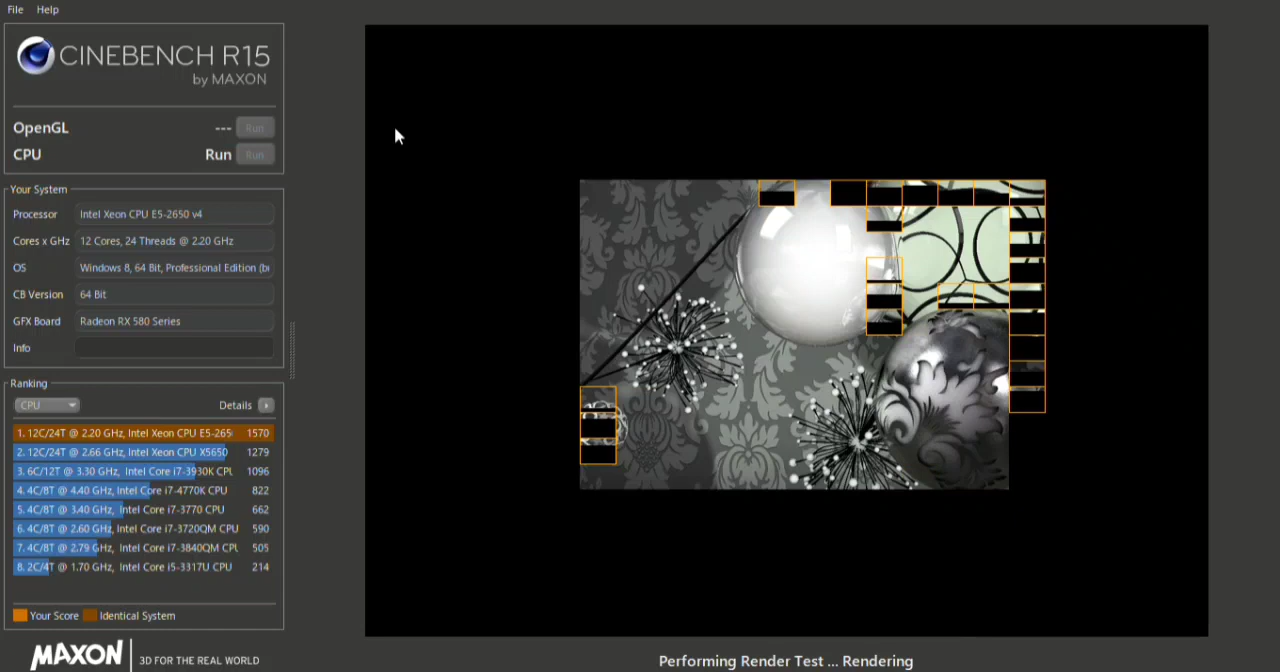 File Help
CINEBENCH R15
by MAXON
OpenGL --- Run
CPU Run Run
Your System
Processor Intel Xeon CPU E5-2650 v4
Cores x GHz 12 Cores, 24 Threads @ 2.20 GHz
OS Windows 8, 64 Bit, Professional Edition (b
CB Version 64 Bit
GFX Board Radeon RX 580 Series
Info
Ranking
CPU Details
1. 12C/24T @ 2.20 GHz, Intel Xeon CPU E5-265 1570
2. 12C/24T @ 2.66 GHz, Intel Xeon CPU X5650 1279
3. 6C/12T @ 3.30 GHz, Intel Core i7-3930K CPU 1096
4. 4C/8T @ 4.40 GHz, Intel Core i7-4770K CPU 822
5. 4C/8T @ 3.40 GHz, Intel Core i7-3770 CPU 662
6. 4C/8T @ 2.60 GHz, Intel Core i7-3720QM CPU 590
7. 4C/8T @ 2.79 GHz, Intel Core i7-3840QM CPU 505
8. 2C/4T @ 1.70 GHz, Intel Core i5-3317U CPU 214
Your Score Identical System
MAXON 3D FOR THE REAL WORLD
Performing Render Test ... Rendering